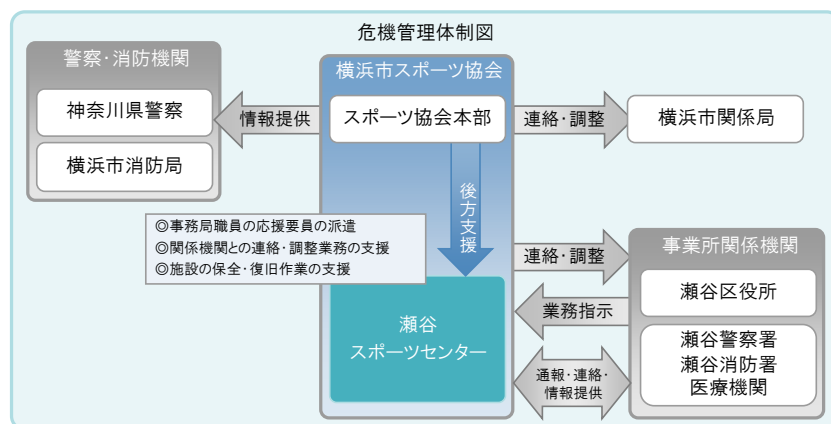 危機管理体制図
警察・消防機関
神奈川県警察
横浜市消防局
情報提供
横浜市スポーツ協会
スポーツ協会本部
連絡・調整
横浜市関係局
後方支援
◎事務局職員の応援要員の派遣
◎関係機関との連絡・調整業務の支援
◎施設の保全・復旧作業の支援
瀬谷
スポーツセンター
連絡・調整
業務指示
通報・連絡・
情報提供
事業所関係機関
瀬谷区役所
瀬谷警察署
瀬谷消防署
医療機関